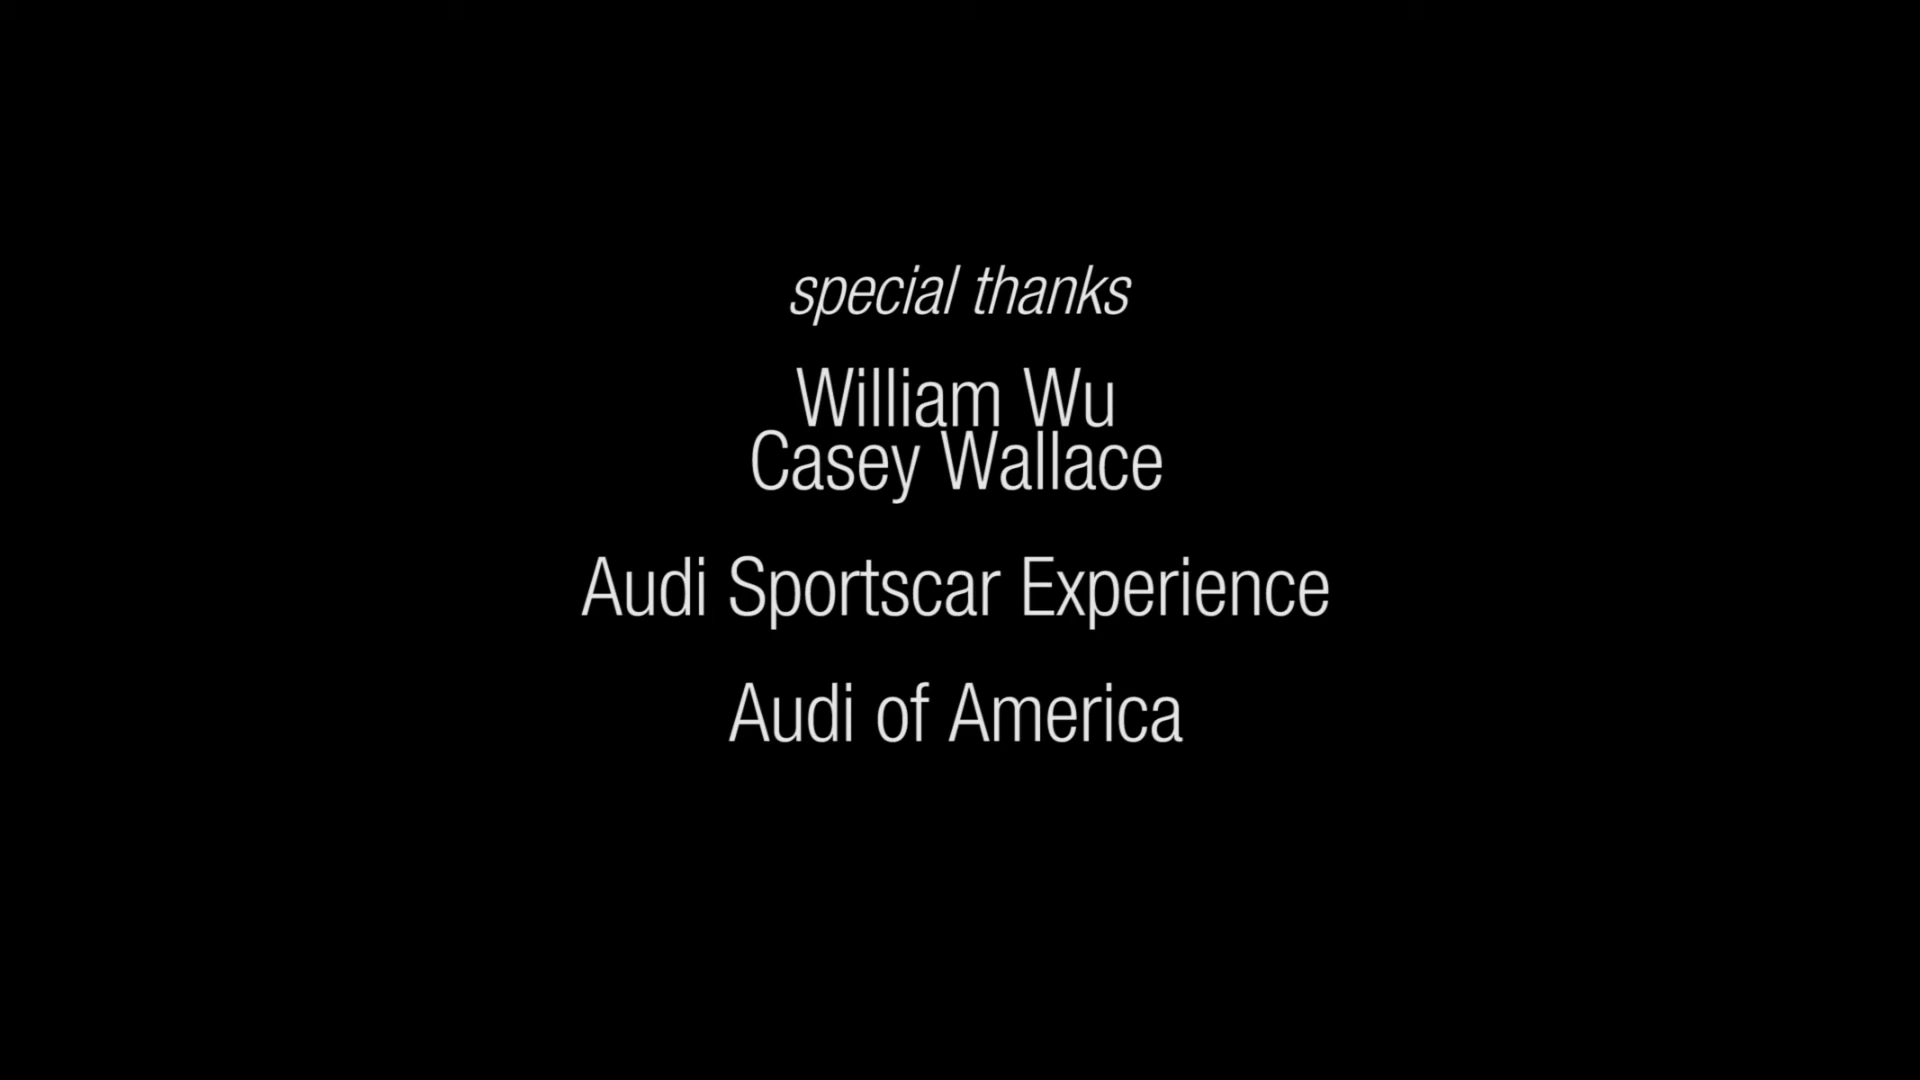 special thanks
William Wu
Casey Wallace
Audi Sportscar Experience
Audi of America